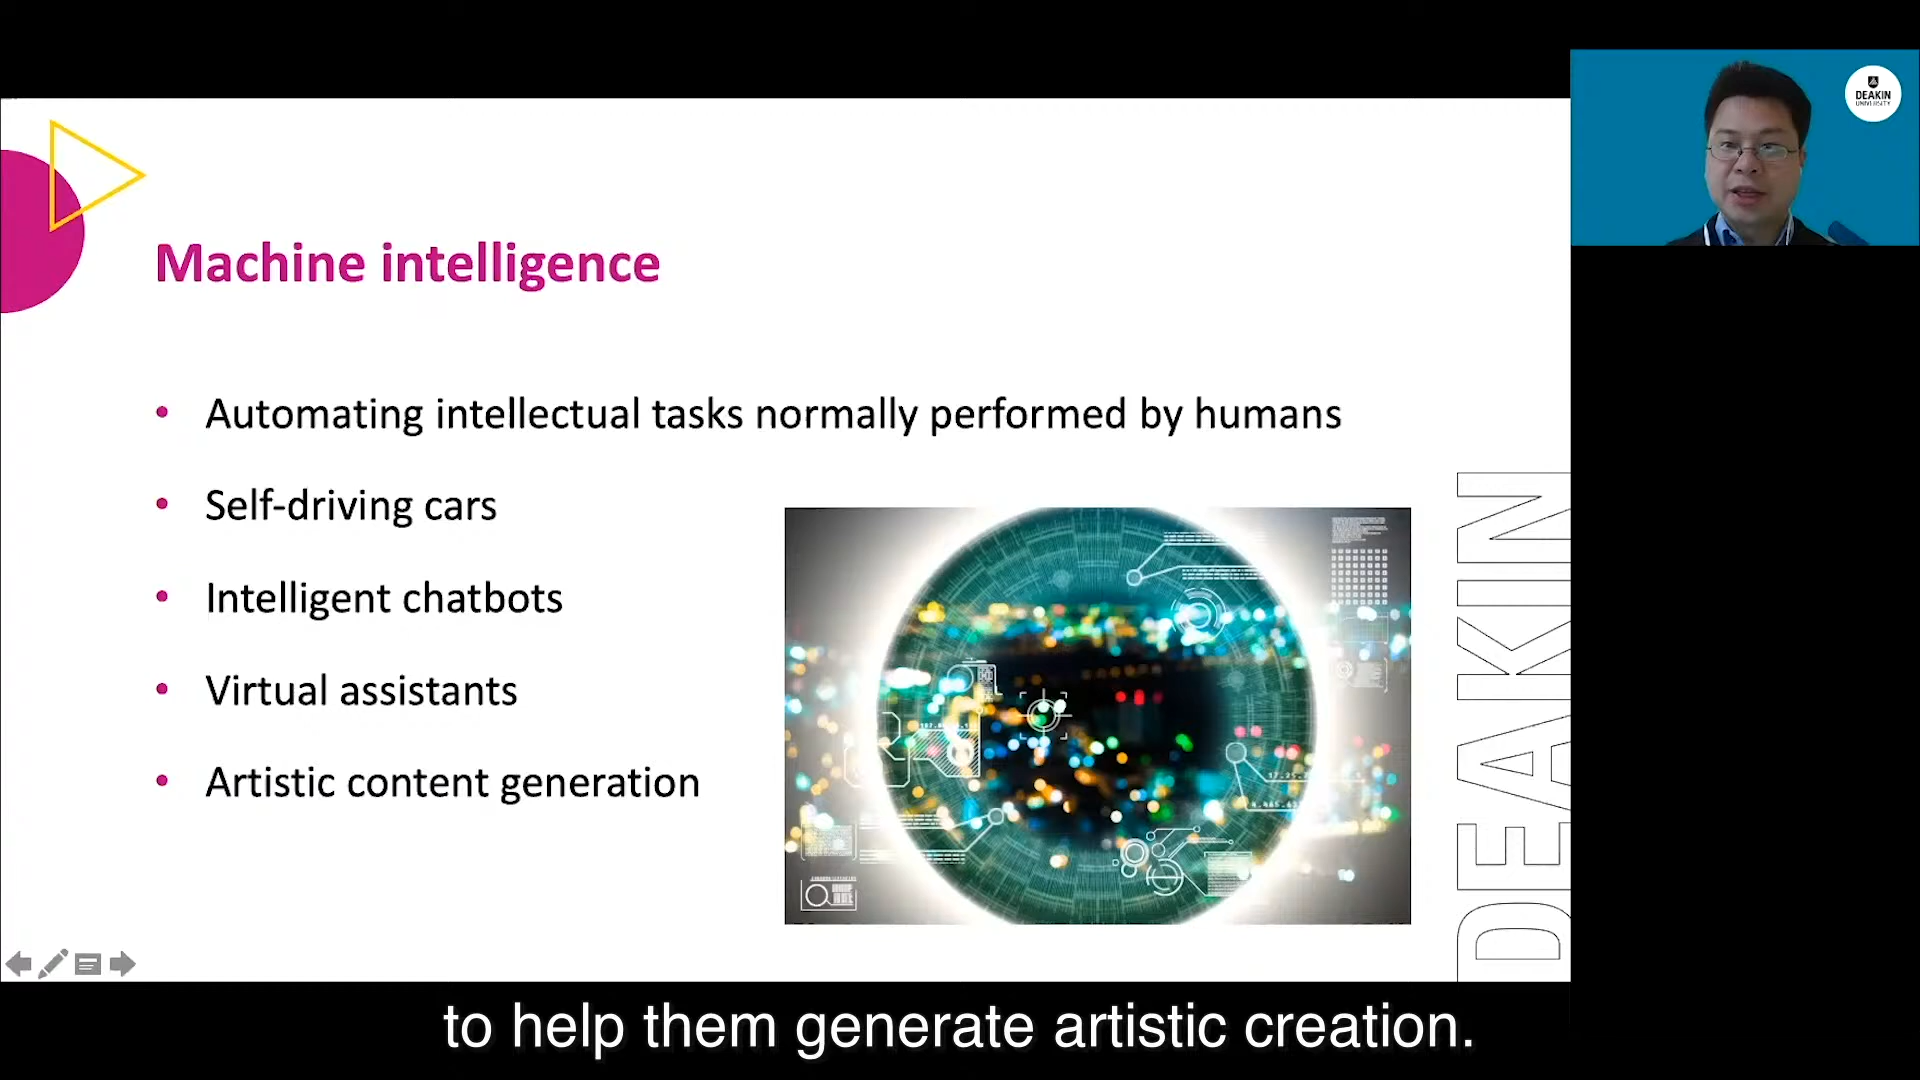 DEAKIN
UNIVERSITY
Machine intelligence
• Automating intellectual tasks normally performed by humans
• Self-driving cars
• Intelligent chatbots
• Virtual assistants
• Artistic content generation
DEAKIN
to help them generate artistic creation.